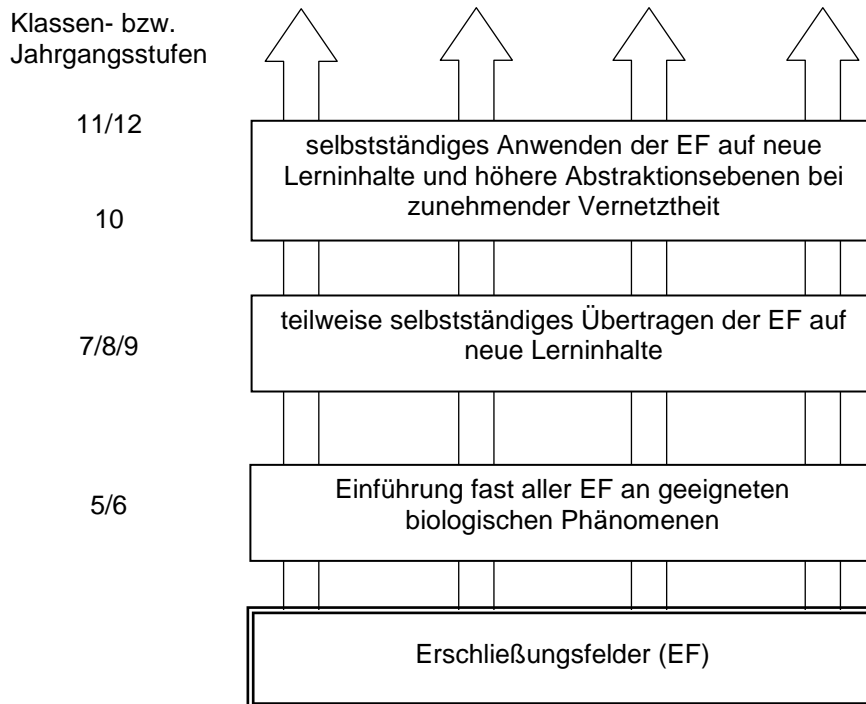 Klassen- bzw.
Jahrgangsstufen
11/12
selbstständiges Anwenden der EF auf neue
Lerninhalte und höhere Abstraktionsebenen bei
zunehmender Vernetztheit
10
teilweise selbstständiges Übertragen der EF auf
neue Lerninhalte
7/8/9
Einführung fast aller EF an geeigneten
biologischen Phänomenen
5/6
Erschließungsfelder (EF)